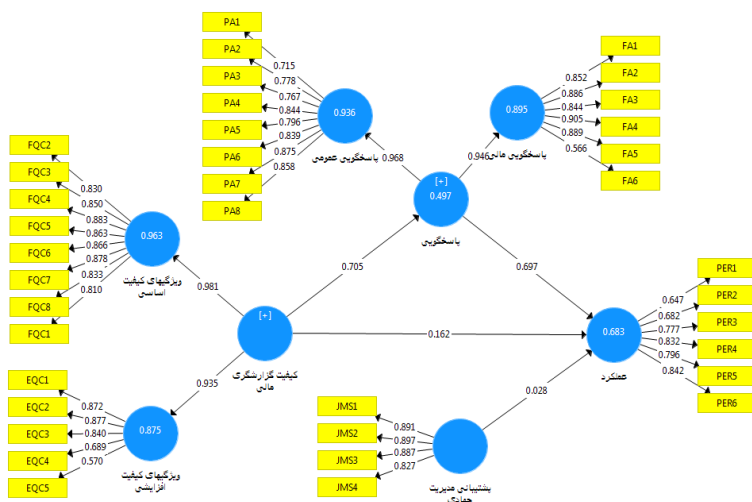 PA1
PA2
PA3
PA4
PA5
PA6
PA7
PA8
0.715
0.778
0.767
0.844
0.796
0.839
0.875
0.858
0.936
پاسخگویی عمومی
0.968
FA1
FA2
FA3
FA4
FA5
FA6
0.852
0.886
0.844
0.905
0.889
0.566
0.895
پاسخگویی مالی
0.946
[+]
0.497
پاسخگویی
FQC2
FQC3
FQC4
FQC5
FQC6
FQC7
FQC8
FQC1
0.830
0.850
0.883
0.863
0.866
0.878
0.833
0.810
0.963
ویژگیهای کیفیت
اساسی
0.981
0.705
0.697
[+]
کیفیت گزارشگری
مالی
0.162
0.935
0.683
عملکرد
PER1
PER2
PER3
PER4
PER5
PER6
0.647
0.682
0.777
0.832
0.796
0.842
EQC1
EQC2
EQC3
EQC4
EQC5
0.872
0.877
0.840
0.689
0.570
0.875
ویژگیهای کیفیت
افزایشی
JMS1
JMS2
JMS3
JMS4
0.891
0.897
0.887
0.827
0.028
پشتیبانی مدیریت
جهادی